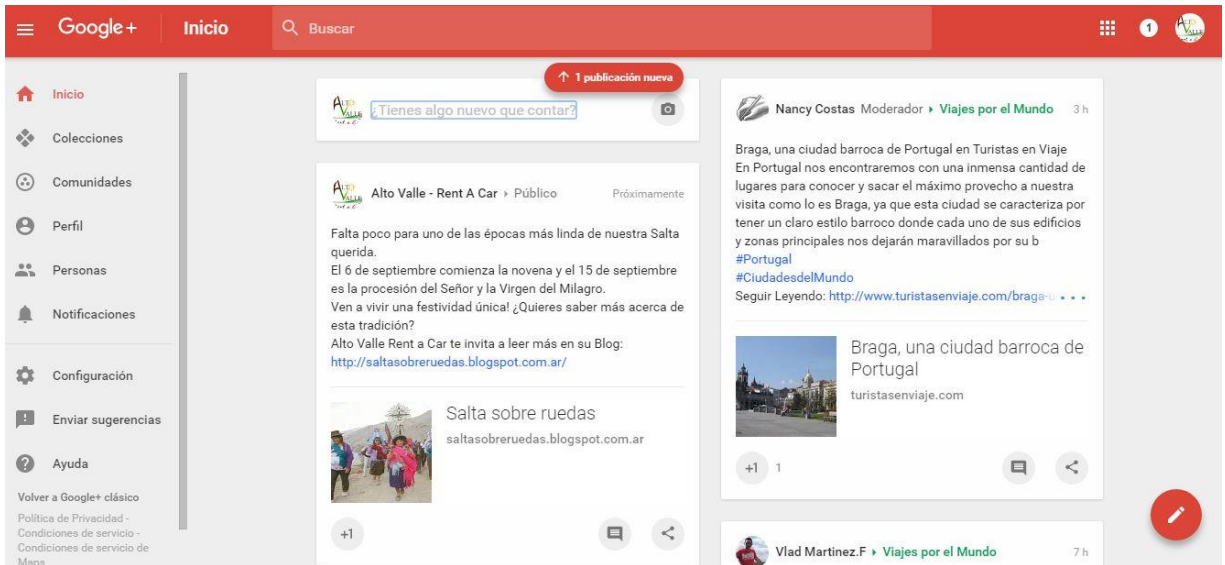 Google+
Inicio
Buscar
1
Inicio
Colecciones
Comunidades
Perfil
Personas
Notificaciones
Configuración
Enviar sugerencias
Ayuda
Volver a Google+ clásico
Política de Privacidad -
Condiciones de servicio -
Condiciones de servicio de
Maps
1 publicación nueva
ALTO
VALLE
¿Tienes algo nuevo que contar?
ALTO
VALLE
Alto Valle - Rent A Car Público
Próximamente
Falta poco para uno de las épocas más linda de nuestra Salta
querida.
El 6 de septiembre comienza la novena y el 15 de septiembre
es la procesión del Señor y la Virgen del Milagro.
Ven a vivir una festividad única! ¿Quieres saber más acerca de
esta tradición?
Alto Valle Rent a Car te invita a leer más en su Blog:
http://saltasobreruedas.blogspot.com.ar/
Salta sobre ruedas
saltasobreruedas.blogspot.com.ar
+1
Nancy Costas Moderador Viajes por el Mundo 3 h
Braga, una ciudad barroca de Portugal en Turistas en Viaje
En Portugal nos encontraremos con una inmensa cantidad de
lugares para conocer y sacar el máximo provecho a nuestra
visita como lo es Braga, ya que esta ciudad se caracteriza por
tener un claro estilo barroco donde cada uno de sus edificios
y zonas principales nos dejarán maravillados por su b
#Portugal
#CiudadesdelMundo
Seguir Leyendo: http://www.turistasenviaje.com/braga-u
Braga, una ciudad barroca de
Portugal
turistasenviaje.com
+1 1
Vlad Martinez.F Viajes por el Mundo 7 h